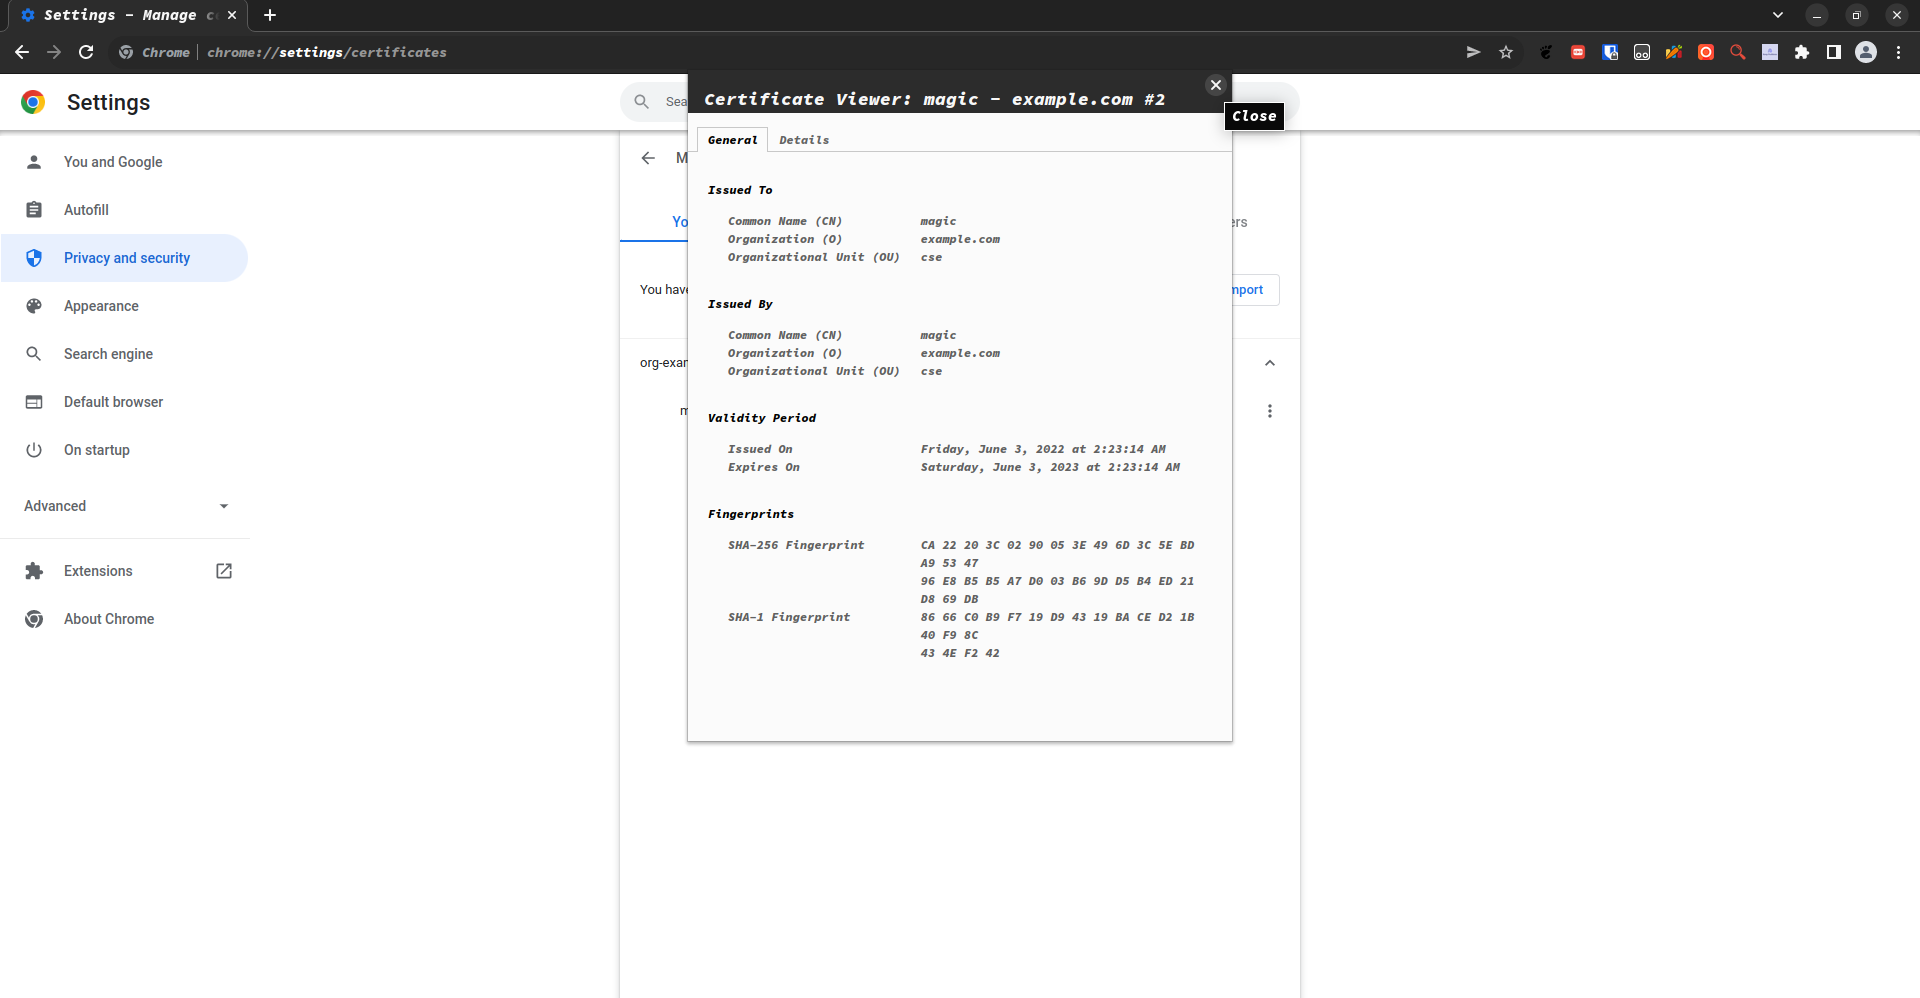 Settings – Manage
Chrome | chrome://settings/certificates
Settings
Sea
Certificate Viewer: magic – example.com #2
Close
You and Google
Autofill
Privacy and security
Appearance
Search engine
Default browser
On startup
Advanced
Extensions
About Chrome
M
Yo
ers
You have
mport
org-exam
m
General Details
Issued To
Common Name (CN) magic
Organization (O) example.com
Organizational Unit (OU) cse
Issued By
Common Name (CN) magic
Organization (O) example.com
Organizational Unit (OU) cse
Validity Period
Issued On Friday, June 3, 2022 at 2:23:14 AM
Expires On Saturday, June 3, 2023 at 2:23:14 AM
Fingerprints
SHA-256 Fingerprint CA 22 20 3C 02 90 05 3E 49 6D 3C 5E BD
A9 53 47
96 E8 B5 B5 A7 D0 03 B6 9D D5 B4 ED 21
D8 69 DB
SHA-1 Fingerprint 86 66 C0 B9 F7 19 D9 43 19 BA CE D2 1B
40 F9 8C
43 4E F2 42